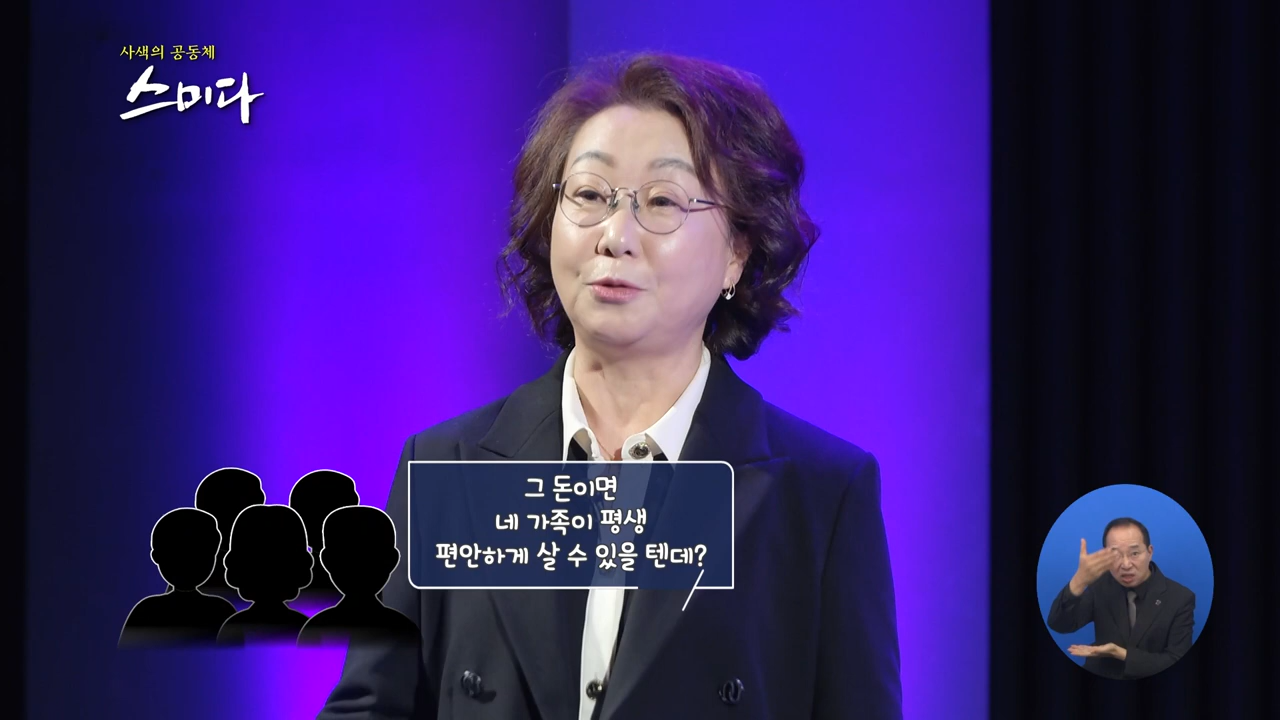 사색의 공동체
스미다
그 돈이면
네 가족이 평생
편안하게 살 수 있을 텐데?